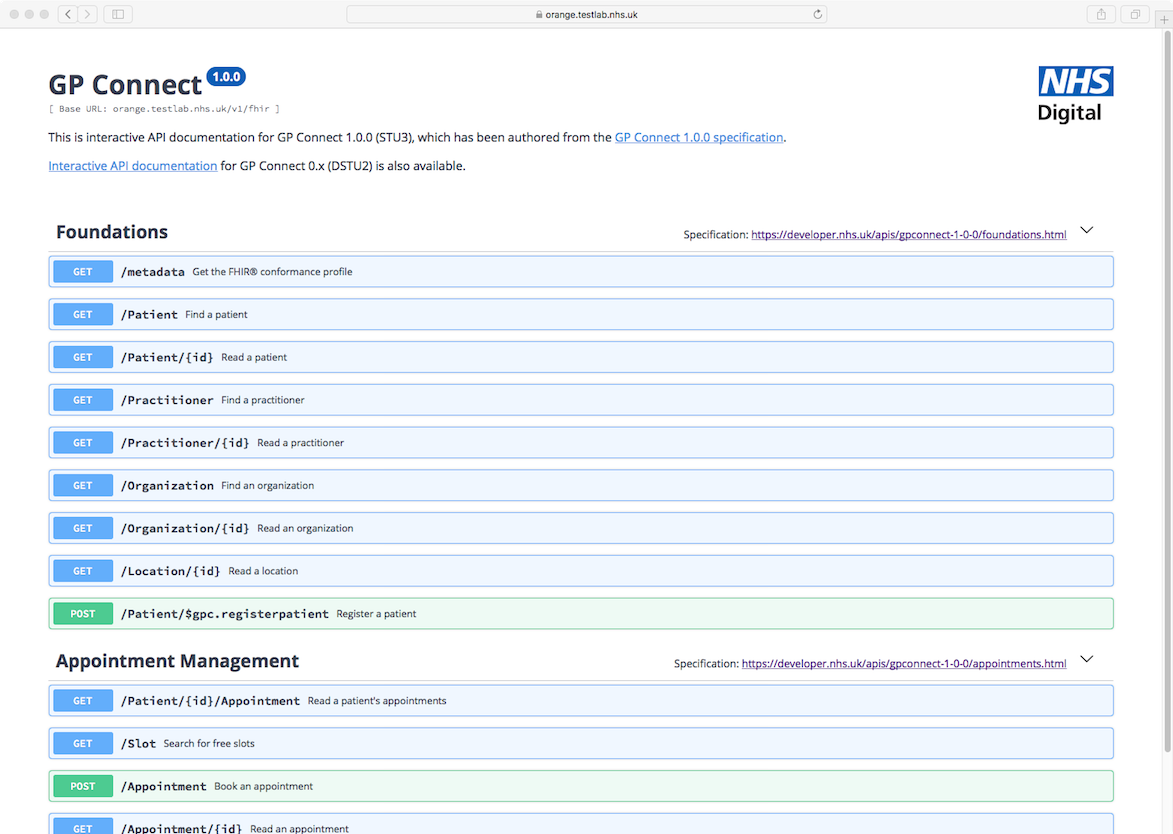 orange.testlab.nhs.uk
GP Connect 1.0.0
[ Base URL: orange.testlab.nhs.uk/v1/fhir ]
NHS
Digital
This is interactive API documentation for GP Connect 1.0.0 (STU3), which has been authored from the GP Connect 1.0.0 specification.
Interactive API documentation for GP Connect 0.x (DSTU2) is also available.
Foundations
Specification: https://developer.nhs.uk/apis/gpconnect-1-0-0/foundations.html
GET /metadata Get the FHIR® conformance profile
GET /Patient Find a patient
GET /Patient/{id} Read a patient
GET /Practitioner Find a practitioner
GET /Practitioner/{id} Read a practitioner
GET /Organization Find an organization
GET /Organization/{id} Read an organization
GET /Location/{id} Read a location
POST /Patient/$gpc.registerpatient Register a patient
Appointment Management
Specification: https://developer.nhs.uk/apis/gpconnect-1-0-0/appointments.html
GET /Patient/{id}/Appointment Read a patient's appointments
GET /Slot Search for free slots
POST /Appointment Book an appointment
GET /Appointment/{id} Read an appointment